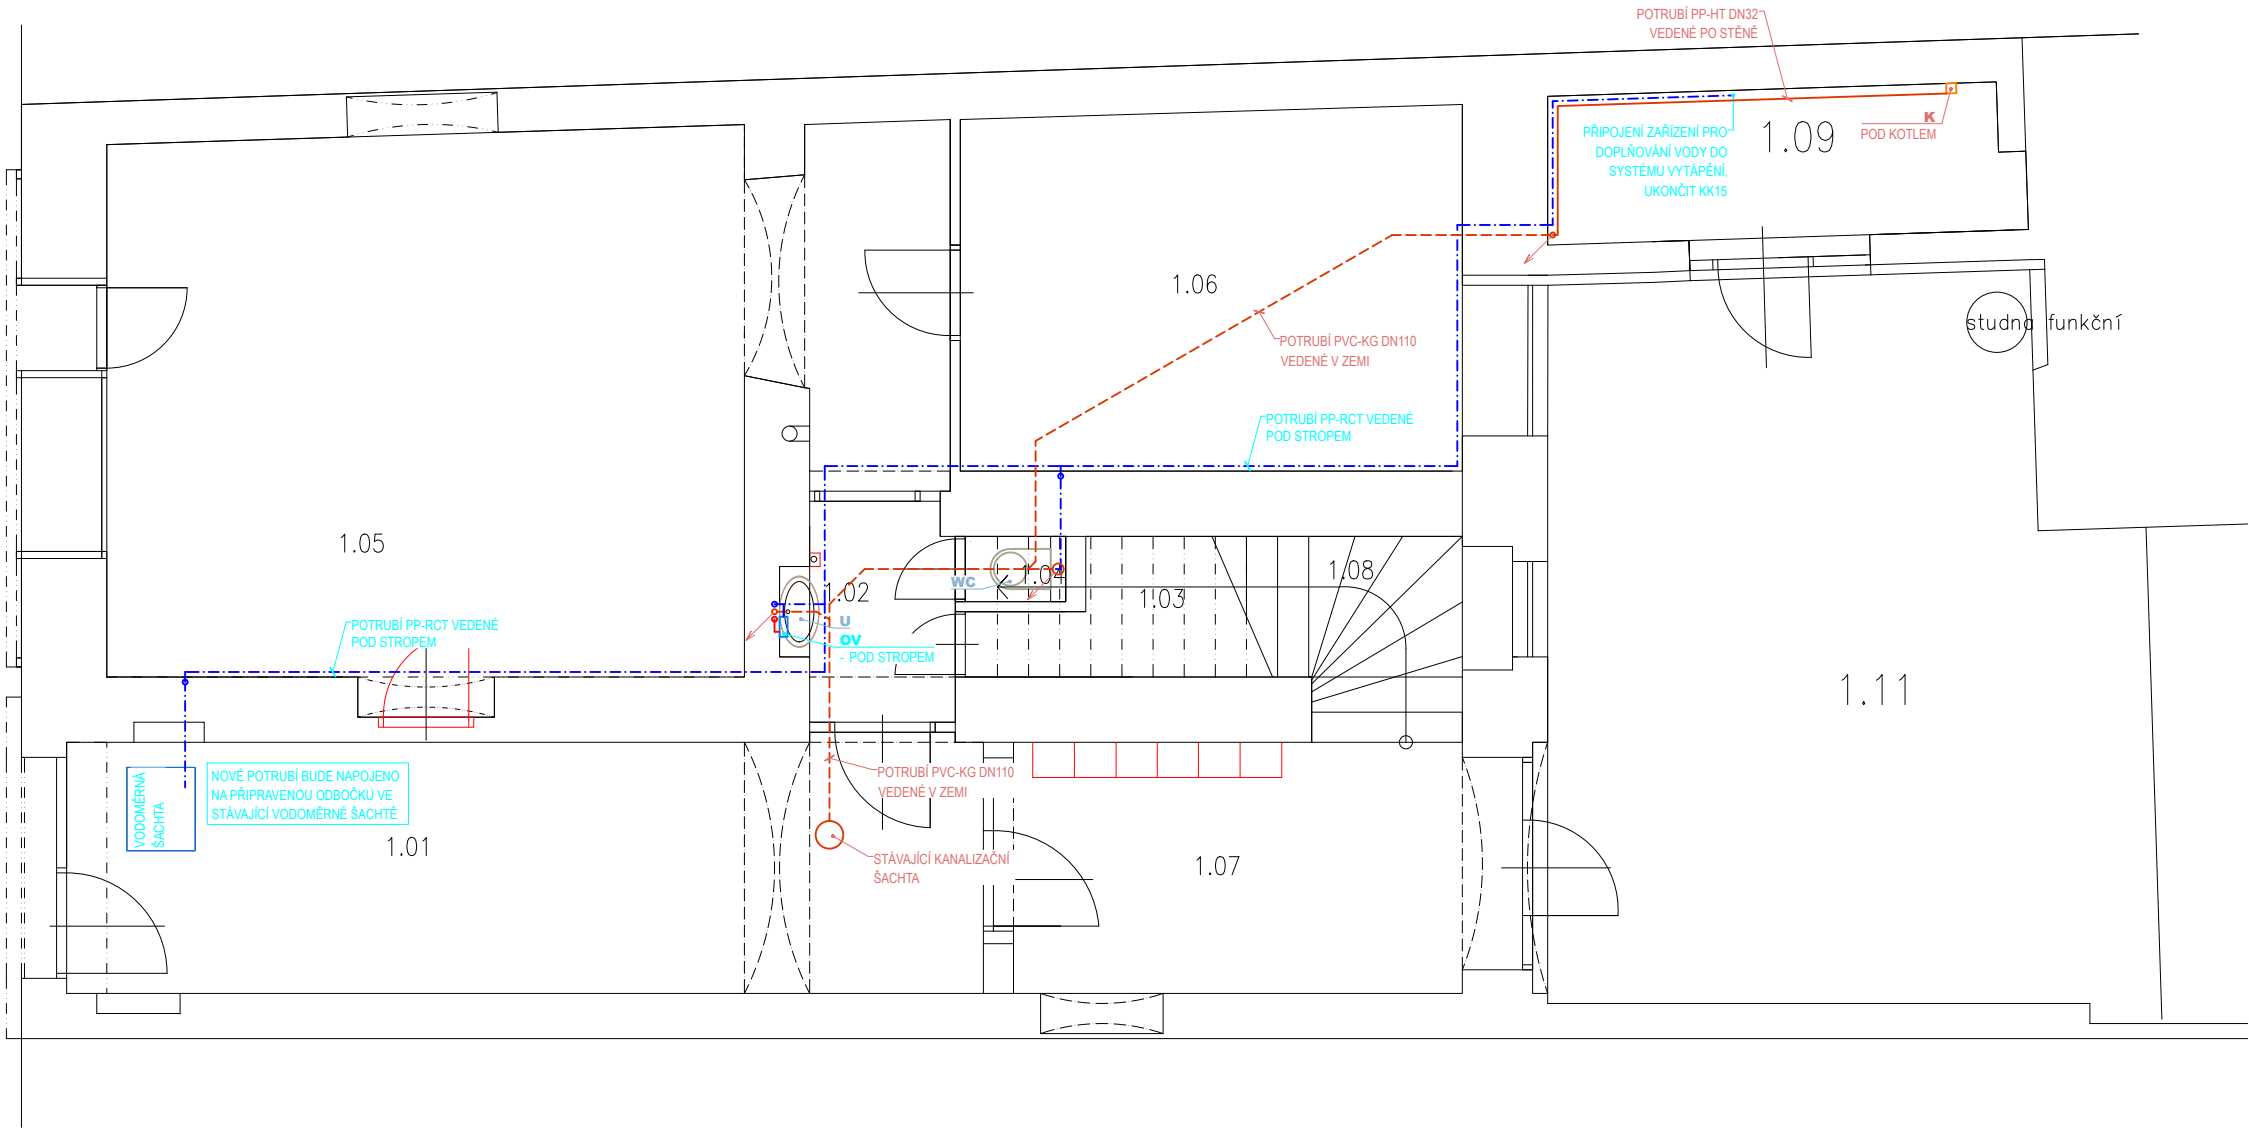 POTRUBÍ PP-HT DN32
VEDENÉ PO STĚNĚ
K
POD KOTLEM
1.09
PŘIPOJENÍ ZAŘÍZENÍ PRO
DOPLŇOVÁNÍ VODY DO
SYSTÉMU VYTÁPĚNÍ,
UKONČIT KK15
1.06
studna funkční
POTRUBÍ PVC-KG DN110
VEDENÉ V ZEMI
POTRUBÍ PP-RCT VEDENÉ
POD STROPEM
1.05
1.02
WC
1.04
1.03
1.08
U
OV
- POD STROPEM
POTRUBÍ PP-RCT VEDENÉ
POD STROPEM
1.11
VODOMĚRNÁ
ŠACHTA
NOVÉ POTRUBÍ BUDE NAPOJENO
NA PŘIPRAVENOU ODBOČKU VE
STÁVAJÍCÍ VODOMĚRNÉ ŠACHTĚ
POTRUBÍ PVC-KG DN110
VEDENÉ V ZEMI
1.01
STÁVAJÍCÍ KANALIZAČNÍ
ŠACHTA
1.07